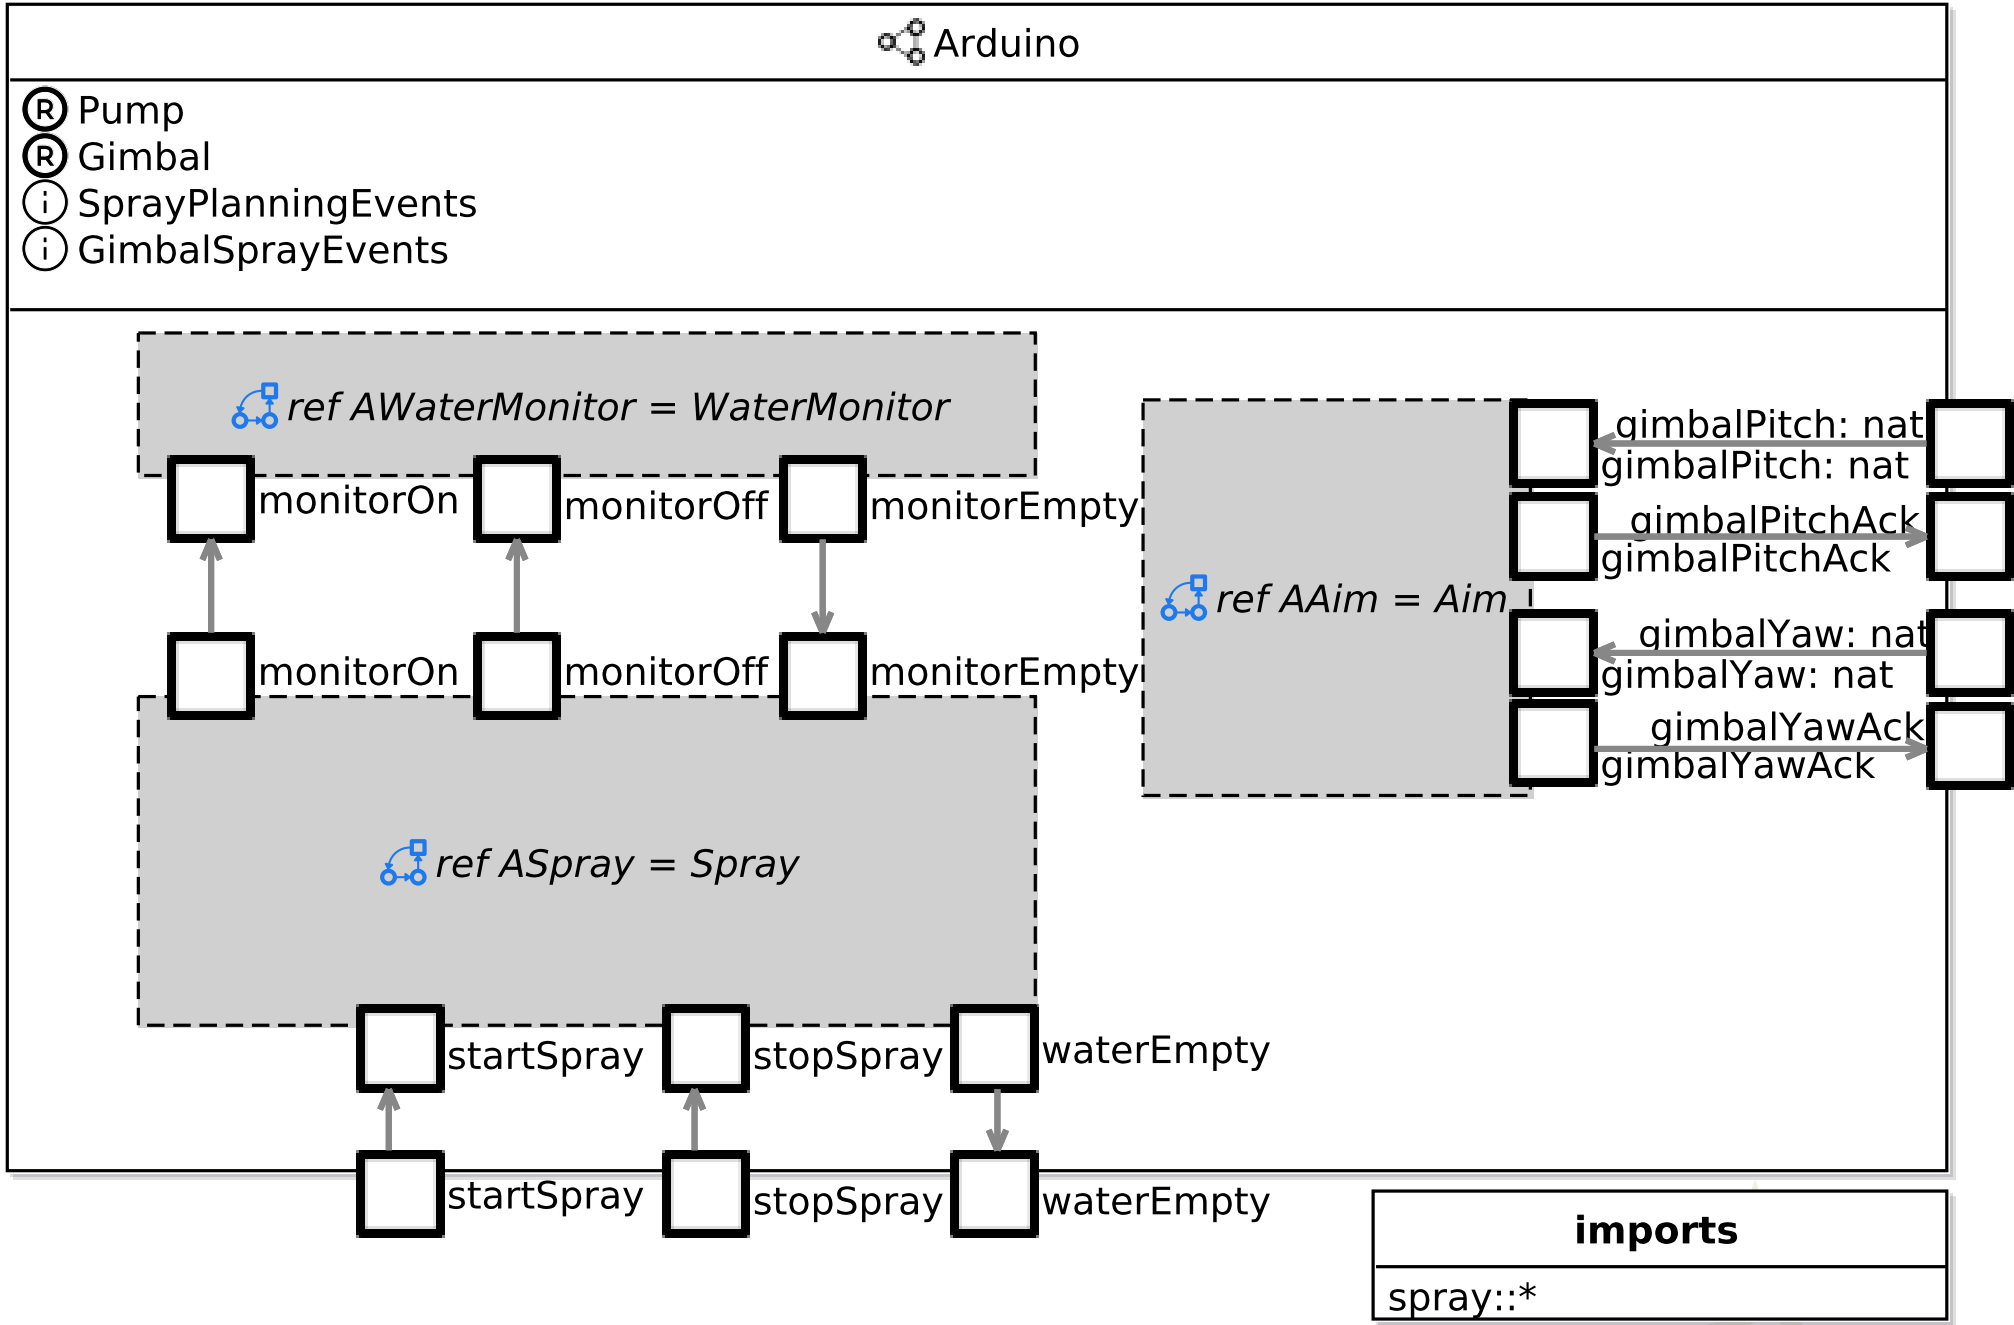 Arduino
R Pump
R Gimbal
i SprayPlanningEvents
i GimbalSprayEvents
ref AWaterMonitor = WaterMonitor
monitorOn
monitorOff
monitorEmpty
monitorOn
monitorOff
monitorEmpty
ref ASpray = Spray
startSpray
stopSpray
waterEmpty
startSpray
stopSpray
waterEmpty
ref AAim = Aim
gimbalPitch: nat
gimbalPitch: nat
gimbalPitchAck
gimbalPitchAck
gimbalYaw: nat
gimbalYaw: nat
gimbalYawAck
gimbalYawAck
imports
spray::*